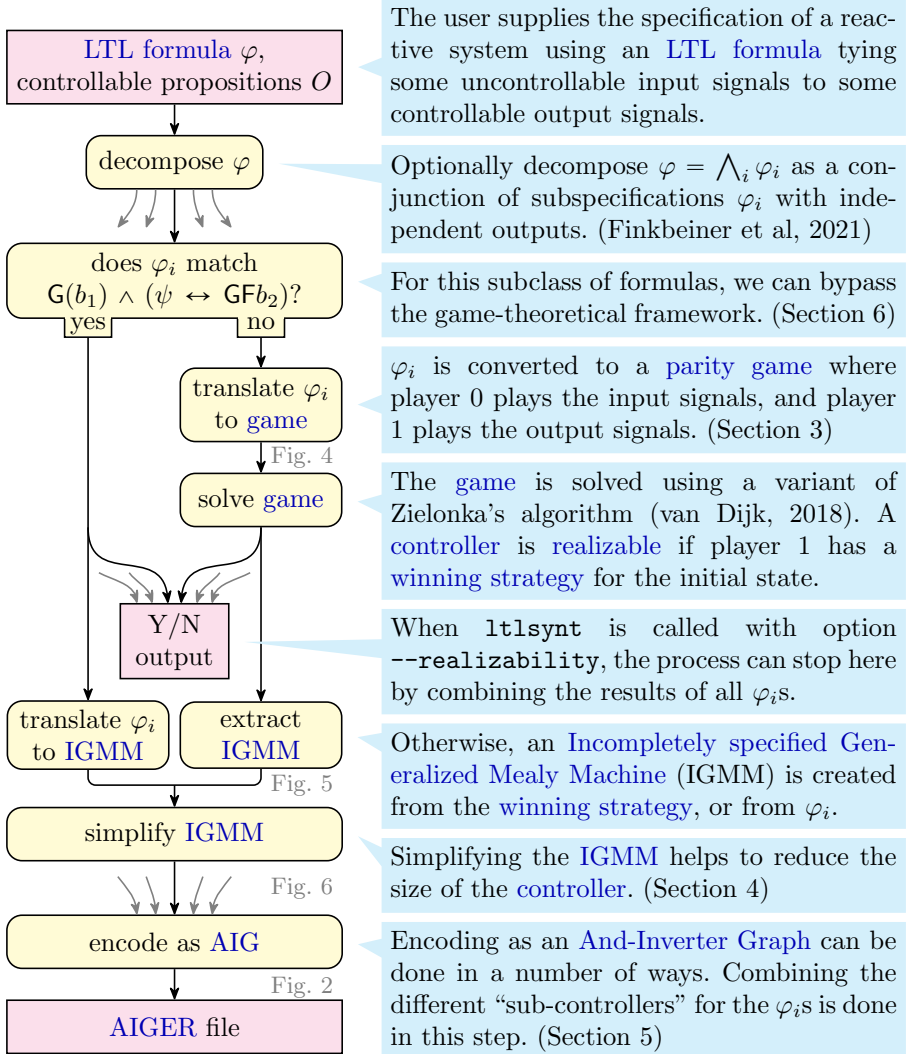 LTL formula φ,
controllable propositions O
The user supplies the specification of a reac-
tive system using an LTL formula tying
some uncontrollable input signals to some
controllable output signals.
decompose φ
Optionally decompose φ = ⋀ᵢ φᵢ as a con-
junction of subspecifications φᵢ with inde-
pendent outputs. (Finkbeiner et al, 2021)
does φᵢ match
G(b₁) ∧ (ψ ↔ GFb₂)?
yes
no
For this subclass of formulas, we can bypass
the game-theoretical framework. (Section 6)
translate φᵢ
to game
Fig. 4
φᵢ is converted to a parity game where
player 0 plays the input signals, and player
1 plays the output signals. (Section 3)
solve game
The game is solved using a variant of
Zielonka's algorithm (van Dijk, 2018). A
controller is realizable if player 1 has a
winning strategy for the initial state.
Y/N
output
When ltlsynt is called with option
--realizability, the process can stop here
by combining the results of all φᵢs.
translate φᵢ
to IGMM
extract
IGMM
Fig. 5
Otherwise, an Incompletely specified Gen-
eralized Mealy Machine (IGMM) is created
from the winning strategy, or from φᵢ.
simplify IGMM
Fig. 6
Simplifying the IGMM helps to reduce the
size of the controller. (Section 4)
encode as AIG
Fig. 2
Encoding as an And-Inverter Graph can be
done in a number of ways. Combining the
different “sub-controllers” for the φᵢs is done
in this step. (Section 5)
AIGER file